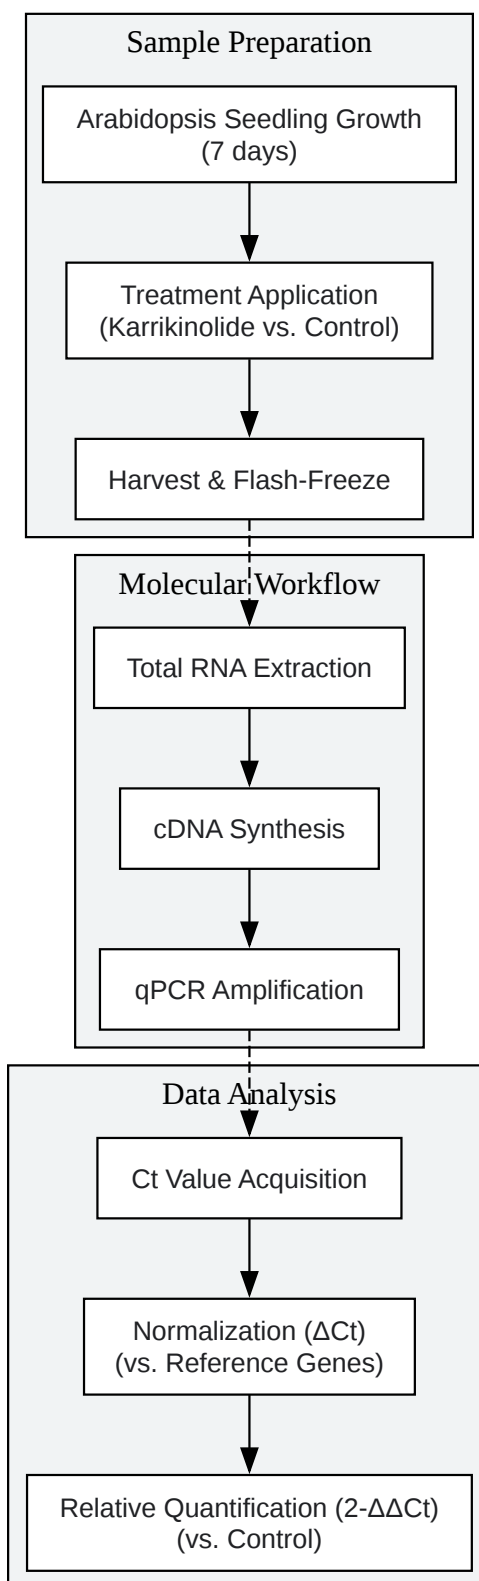 Sample Preparation
Arabidopsis Seedling Growth
(7 days)
Treatment Application
(Karrikinolide vs. Control)
Harvest & Flash-Freeze
Molecular Workflow
Total RNA Extraction
cDNA Synthesis
qPCR Amplification
Data Analysis
Ct Value Acquisition
Normalization (ΔCt)
(vs. Reference Genes)
Relative Quantification (2-ΔΔCt)
(vs. Control)